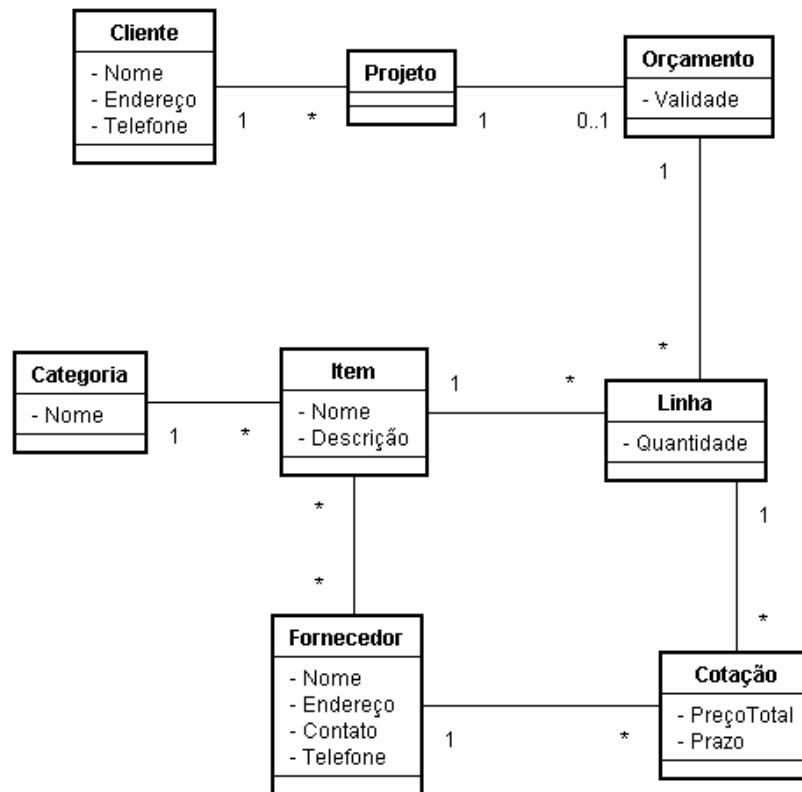 Cliente
- Nome
- Endereço
- Telefone
1
*
Projeto
1
0..1
Orçamento
- Validade
1
*
Categoria
- Nome
1
*
Item
- Nome
- Descrição
1
*
Linha
- Quantidade
*
*
1
*
Fornecedor
- Nome
- Endereço
- Contato
- Telefone
1
*
Cotação
- PreçoTotal
- Prazo